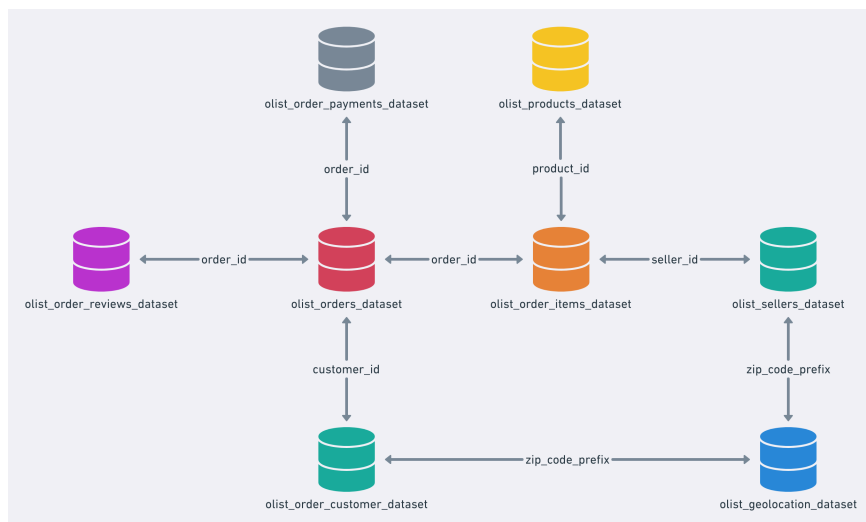 olist_order_payments_dataset
olist_products_dataset
order_id
product_id
order_id
order_id
seller_id
olist_order_reviews_dataset
olist_orders_dataset
olist_order_items_dataset
olist_sellers_dataset
customer_id
zip_code_prefix
zip_code_prefix
olist_order_customer_dataset
olist_geolocation_dataset